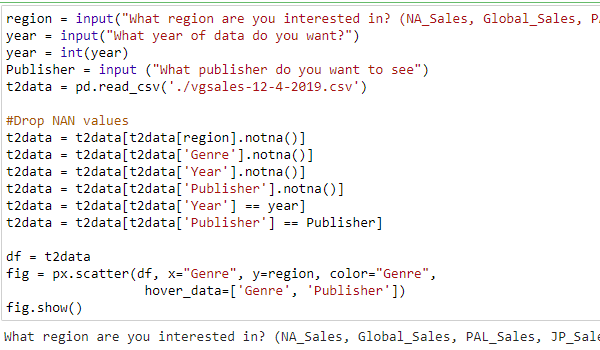 region = input("What region are you interested in? (NA_Sales, Global_Sales,
year = input("What year of data do you want?")
year = int(year)
Publisher = input ("What publisher do you want to see")
t2data = pd.read_csv('./vgsales-12-4-2019.csv')
#Drop NAN values
t2data = t2data[t2data[region].notna()]
t2data = t2data[t2data['Genre'].notna()]
t2data = t2data[t2data['Year'].notna()]
t2data = t2data[t2data['Publisher'].notna()]
t2data = t2data[t2data['Year'] == year]
t2data = t2data[t2data['Publisher'] == Publisher]
df = t2data
fig = px.scatter(df, x="Genre", y=region, color="Genre",
hover_data=['Genre', 'Publisher'])
fig.show()
What region are you interested in? (NA_Sales, Global_Sales, PAL_Sales,